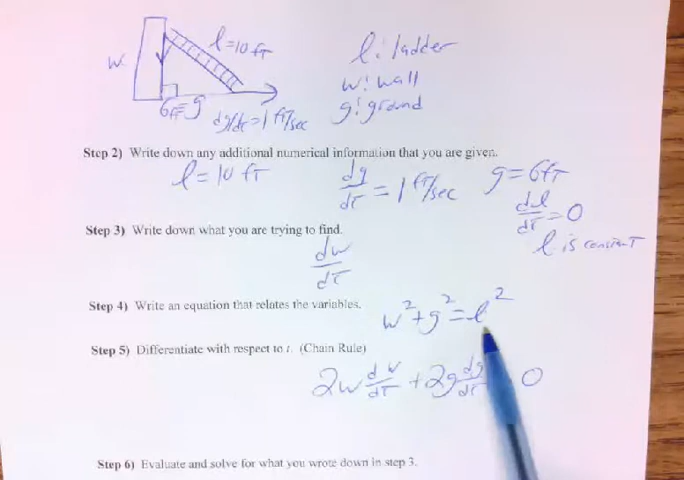 l=10 ft
w
6ft=g
dg/dt=1 ft/sec
l: ladder
w: wall
g: ground
Step 2) Write down any additional numerical information that you are given.
l=10 ft dg/dt = 1 ft/sec g=6ft
dl/dt=0
l is constant
Step 3) Write down what you are trying to find.
dw/dt
Step 4) Write an equation that relates the variables. w²+g²=l²
Step 5) Differentiate with respect to t. (Chain Rule)
2w dw/dt + 2g dg/dt 0
Step 6) Evaluate and solve for what you wrote down in step 3.